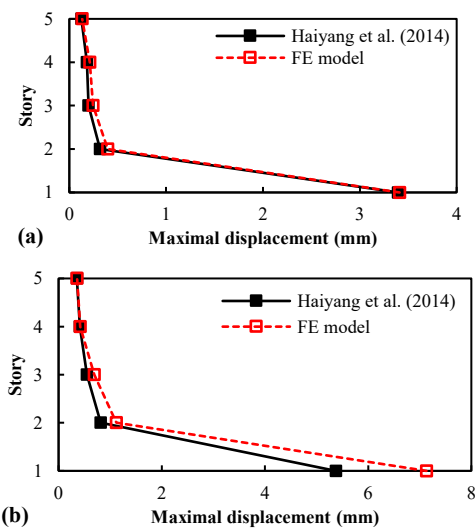 5
4
3
2
1
Story
Haiyang et al. (2014)
FE model
0 1 2 3 4
Maximal displacement (mm)
(a)
5
4
3
2
1
Story
Haiyang et al. (2014)
FE model
0 2 4 6 8
Maximal displacement (mm)
(b)